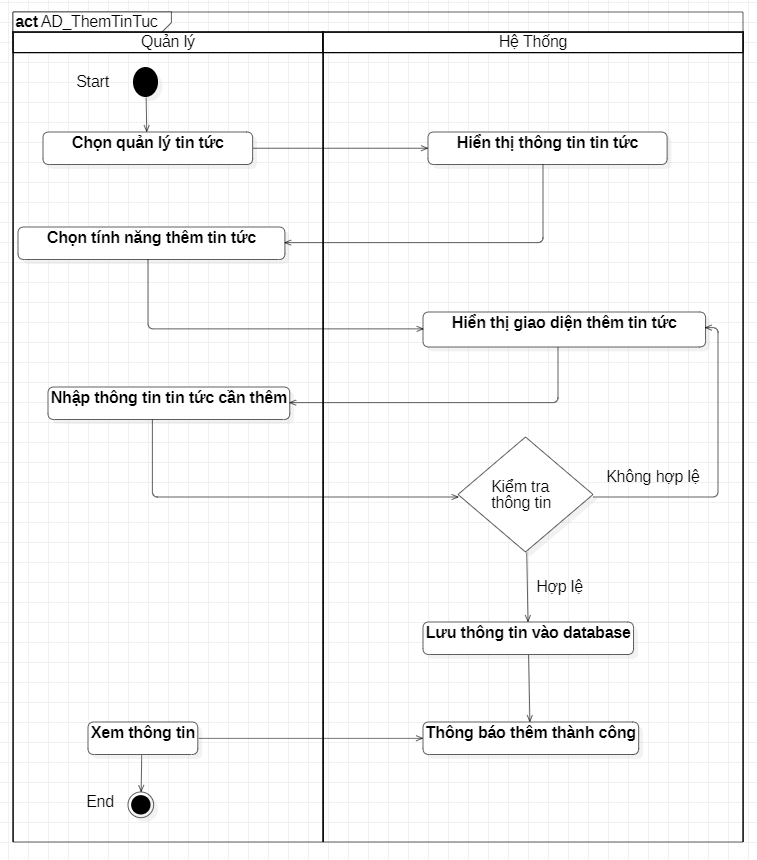 act AD_ThemTinTuc
Quản lý
Hệ Thống
Start
Chọn quản lý tin tức
Hiển thị thông tin tin tức
Chọn tính năng thêm tin tức
Hiển thị giao diện thêm tin tức
Nhập thông tin tin tức cần thêm
Kiểm tra
thông tin
Không hợp lệ
Hợp lệ
Lưu thông tin vào database
Xem thông tin
Thông báo thêm thành công
End